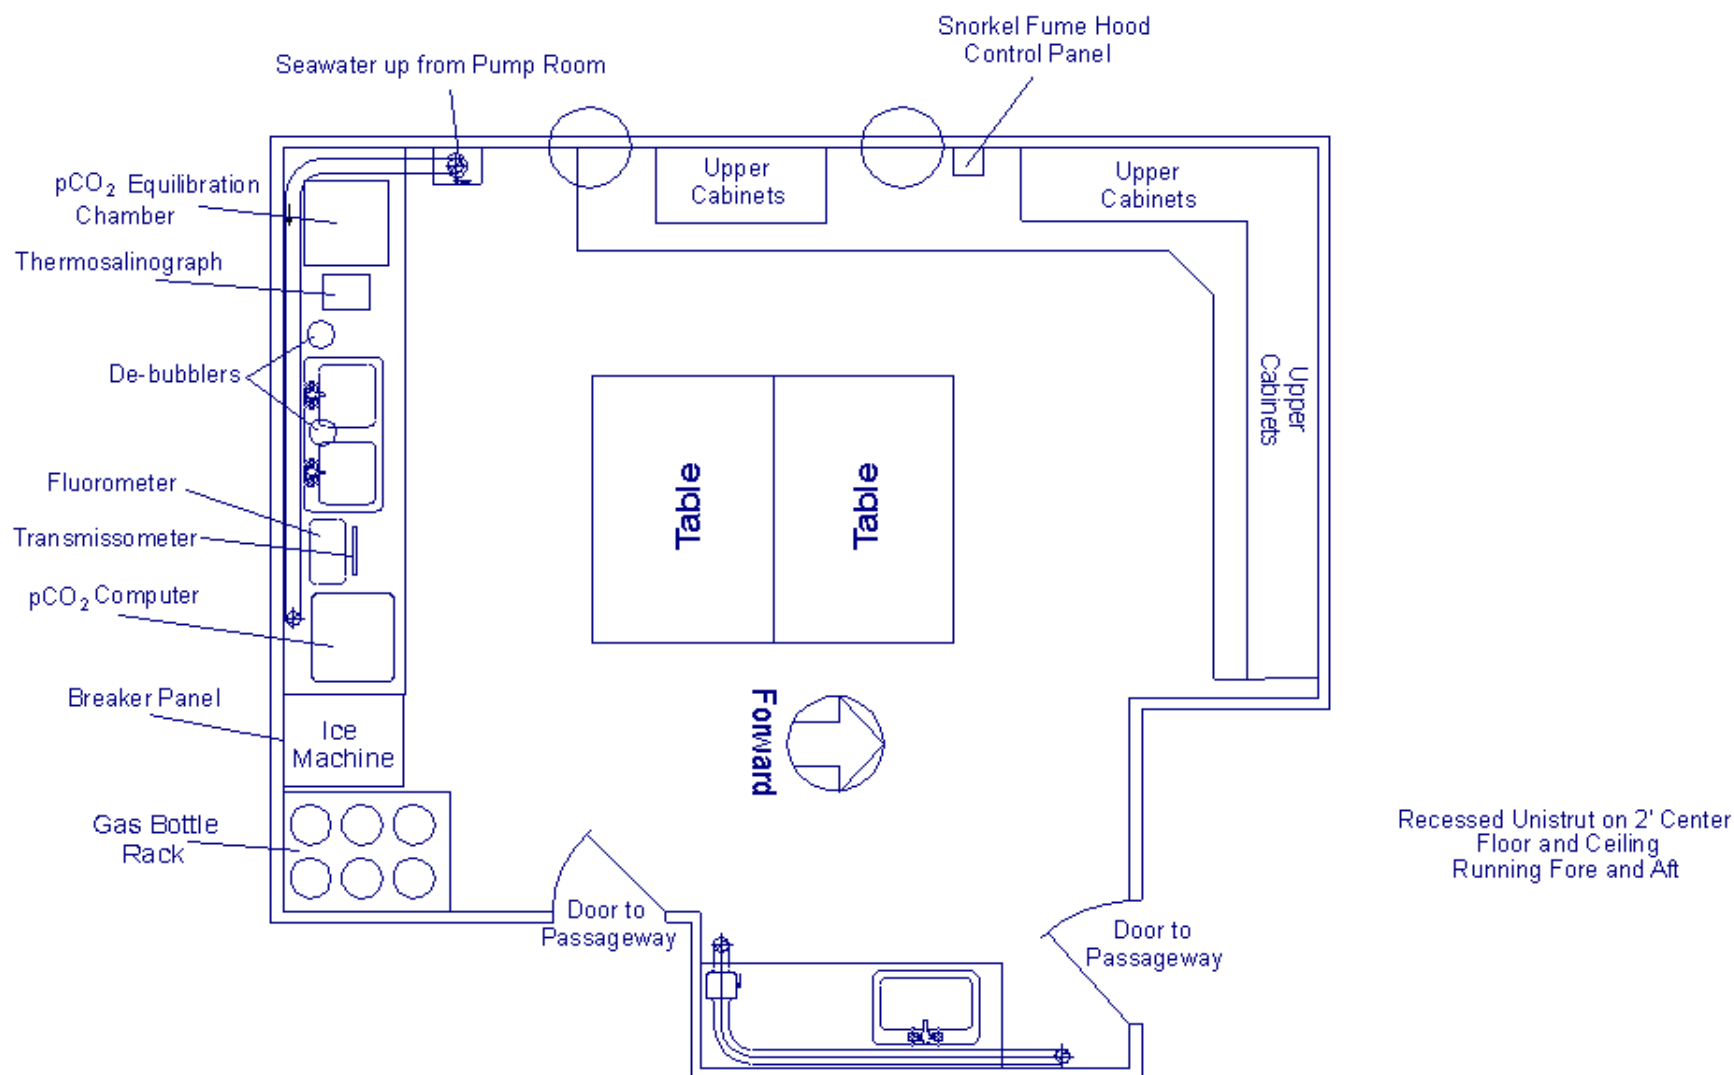 Snorkel Fume Hood
Control Panel
Seawater up from Pump Room
pCO₂ Equilibration
Chamber
Upper
Cabinets
Upper
Cabinets
Thermosalinograph
De-bubblers
Upper
Cabinets
Fluorometer
Table
Table
Transmissometer
pCO₂ Computer
Breaker Panel
Forward
Ice
Machine
Gas Bottle
Rack
Recessed Unistrut on 2' Center
Floor and Ceiling
Running Fore and Aft
Door to
Passageway
Door to
Passageway